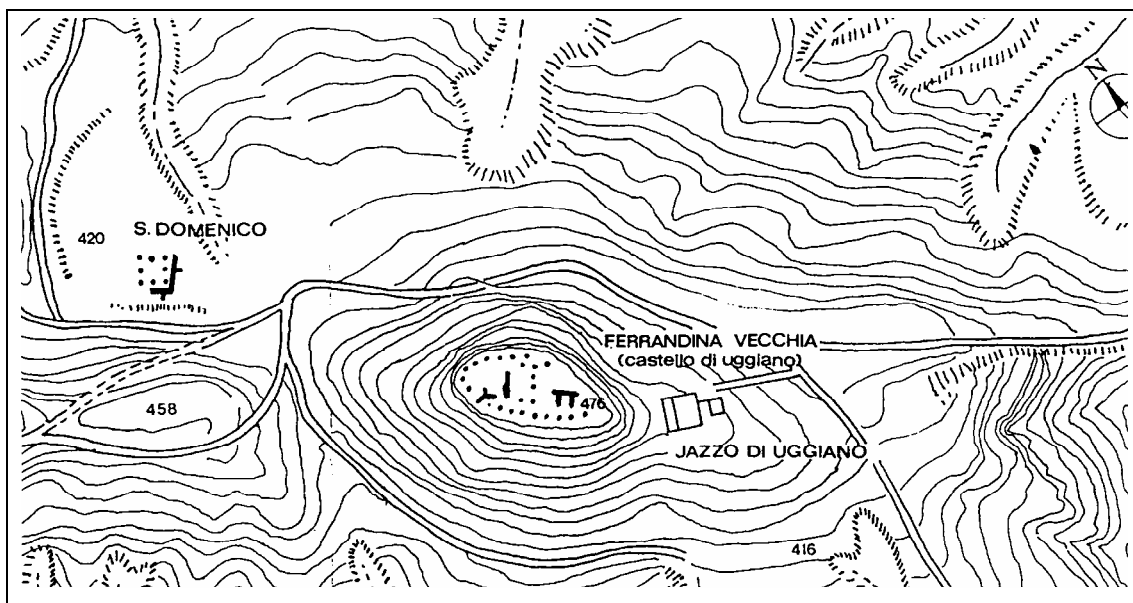 N
420
S. DOMENICO
FERRANDINA VECCHIA
(castello di uggiano)
476
458
JAZZO DI UGGIANO
416